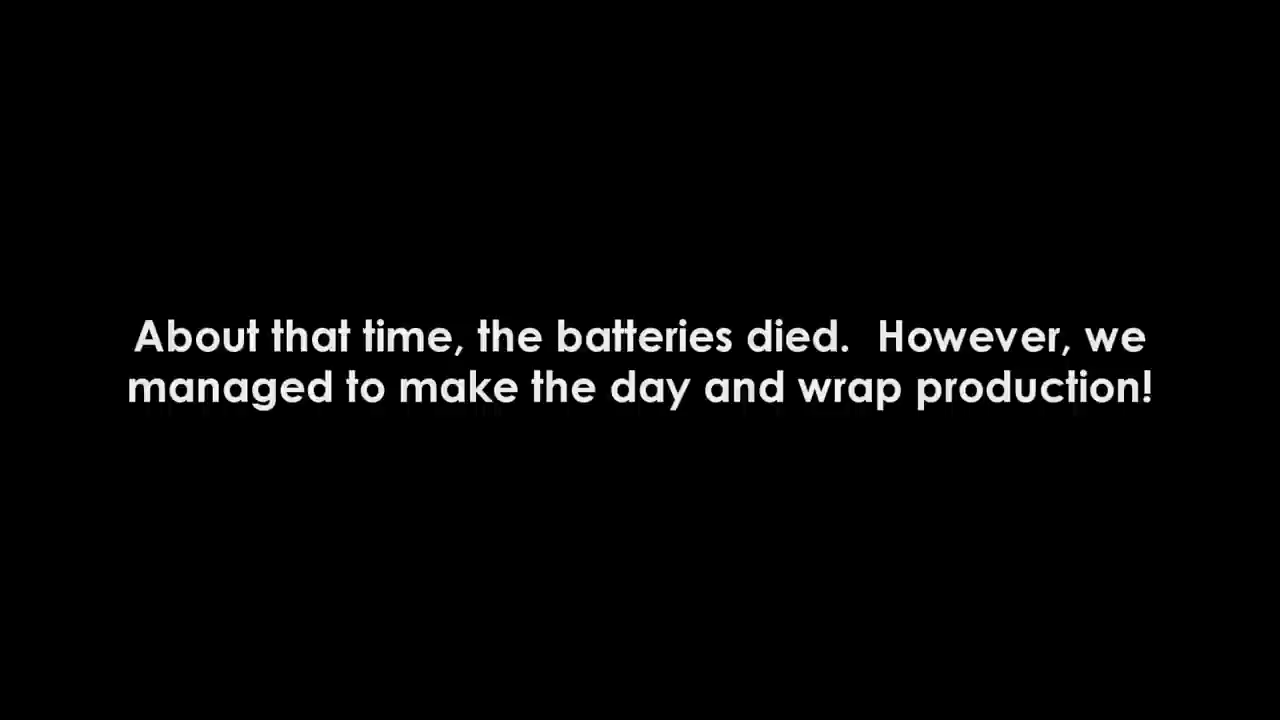 About that time, the batteries died.  However, we
managed to make the day and wrap production!